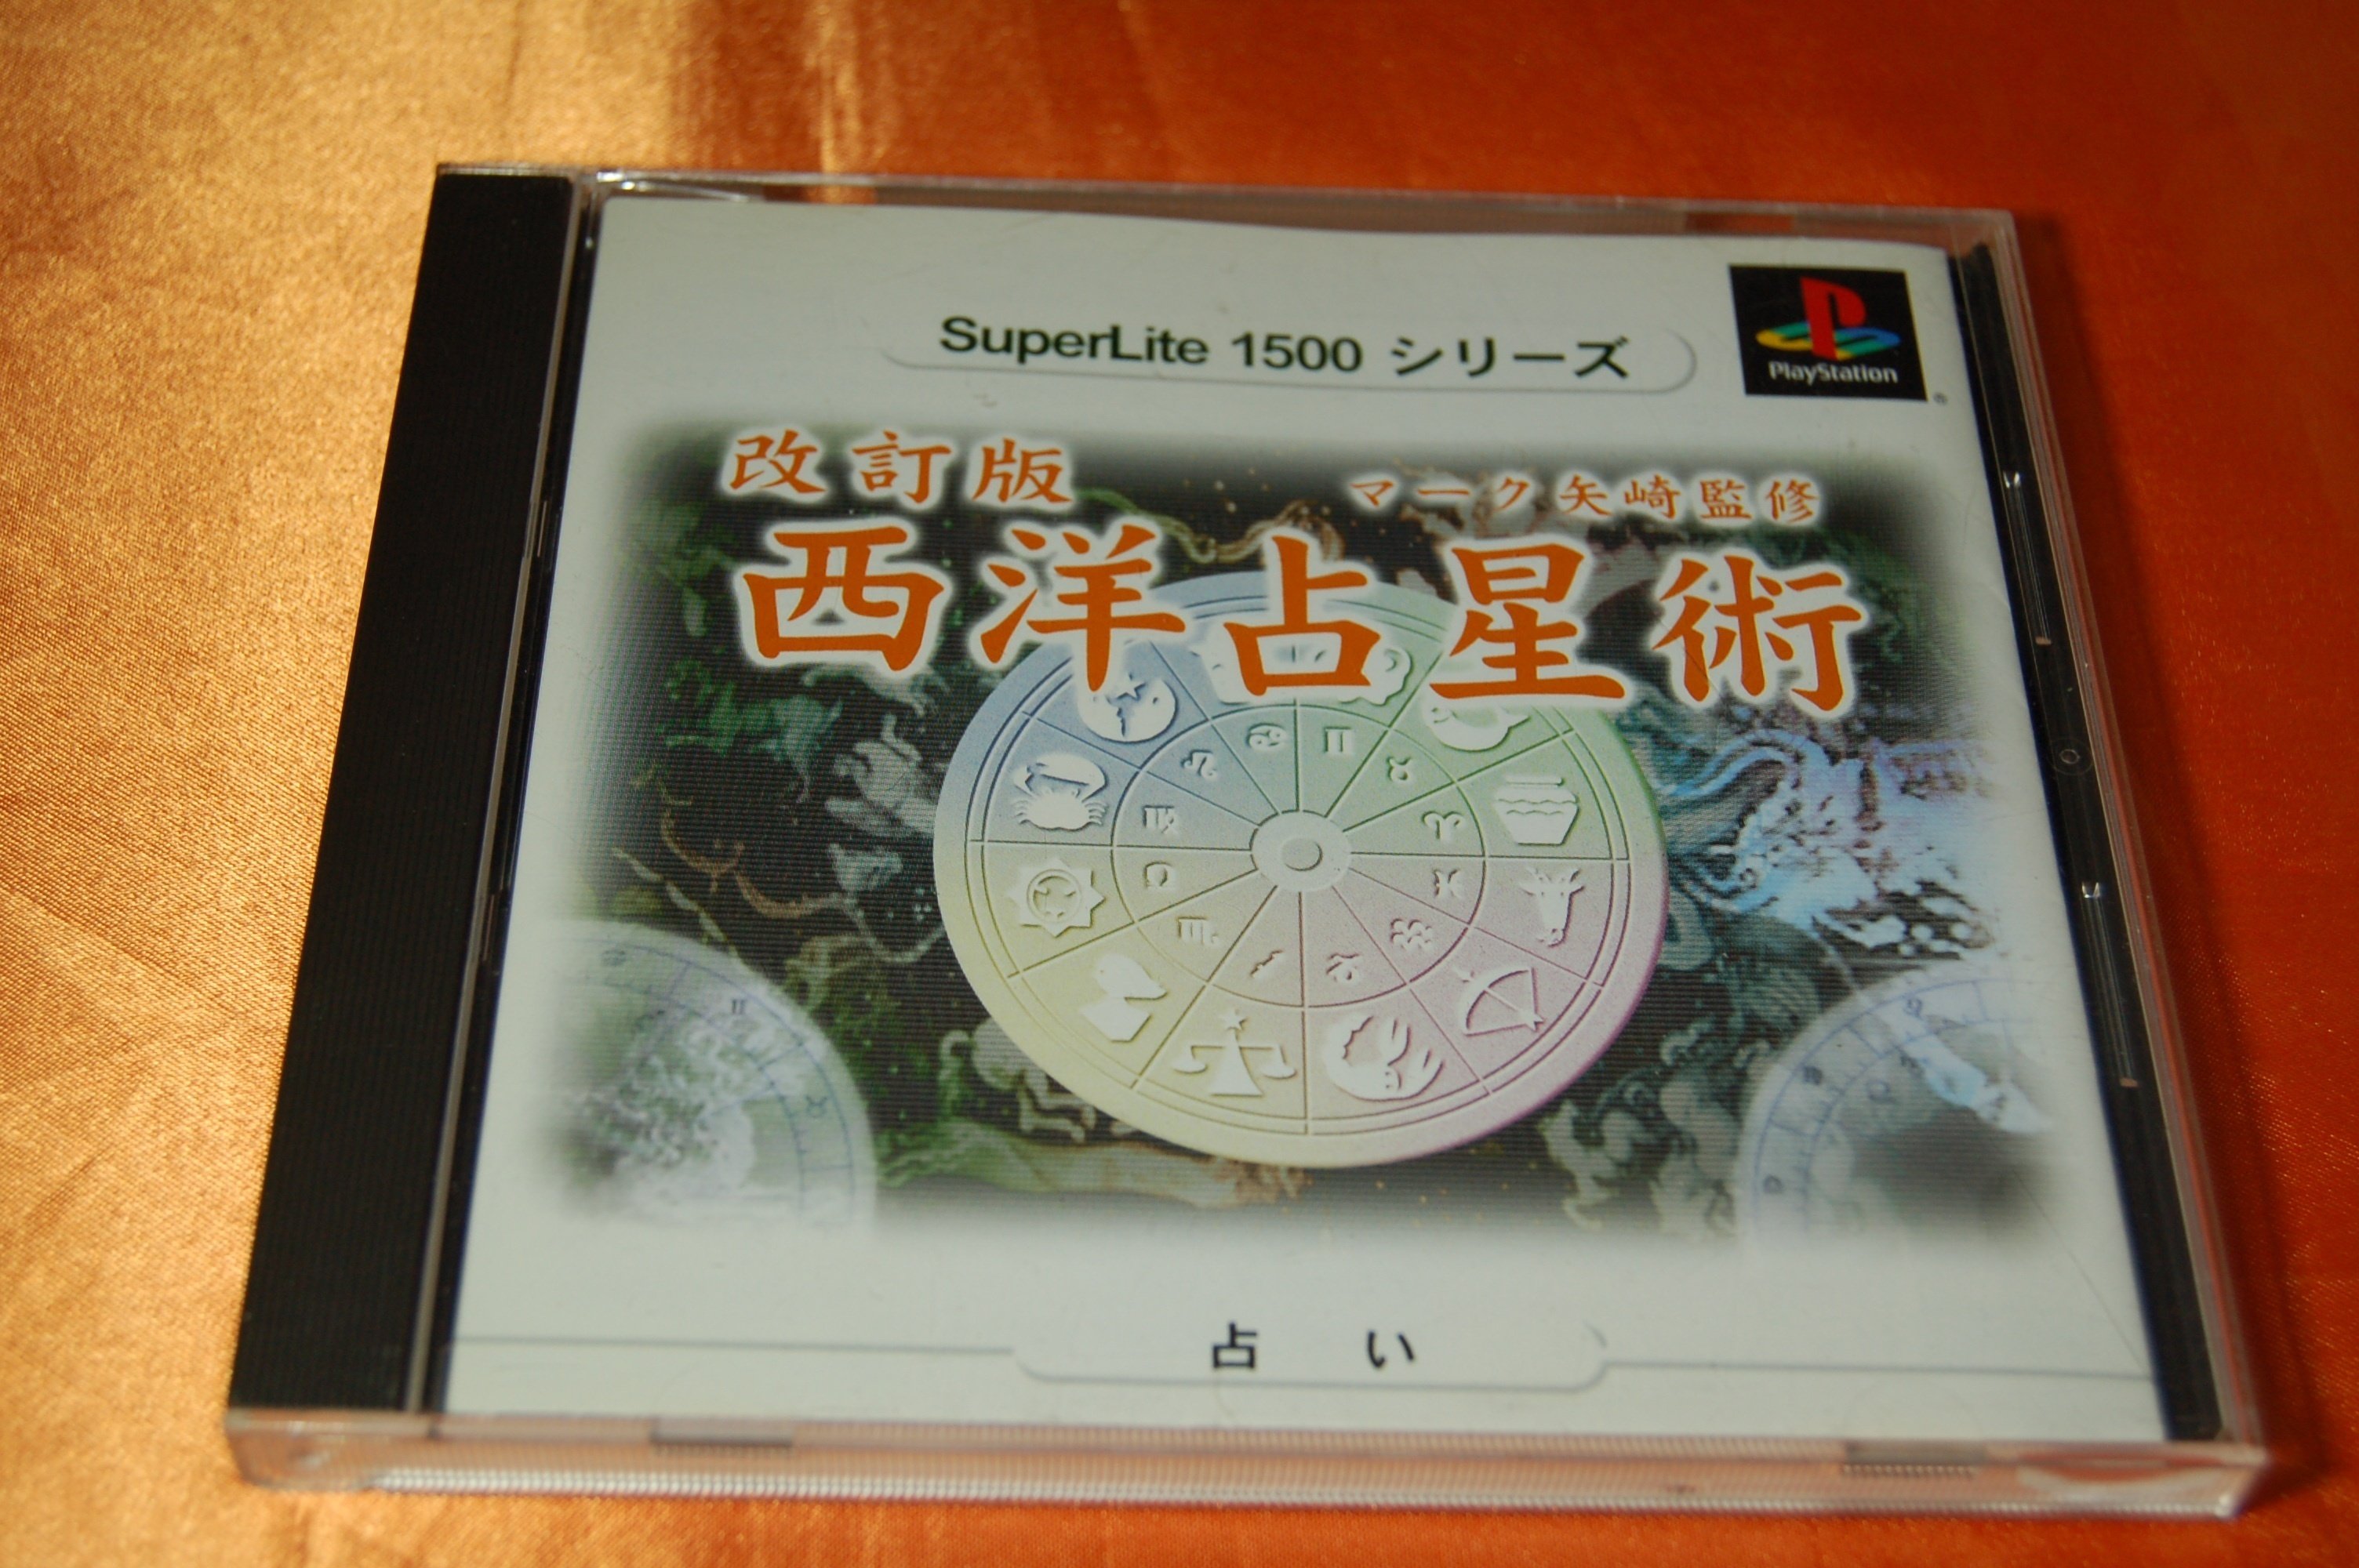 SuperLite 1500 シリーズ
PlayStation
®
改訂版
マーク矢崎監修
西洋占星術
占い